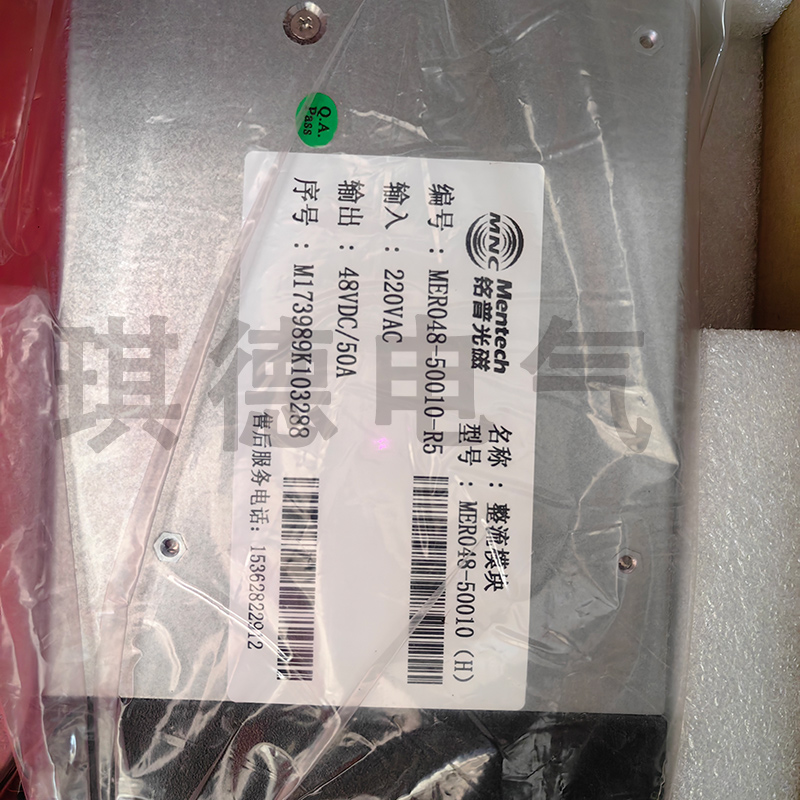 Q.A.
Pass
MNC
Mentech
铭普光磁
名称：整流模块
型号：MER048-50010 (H)
编号：MER048-50010-R5
输入：220VAC
输出：48VDC/50A
序号：M173989K103288
售后服务电话：15362822912
琪德电气